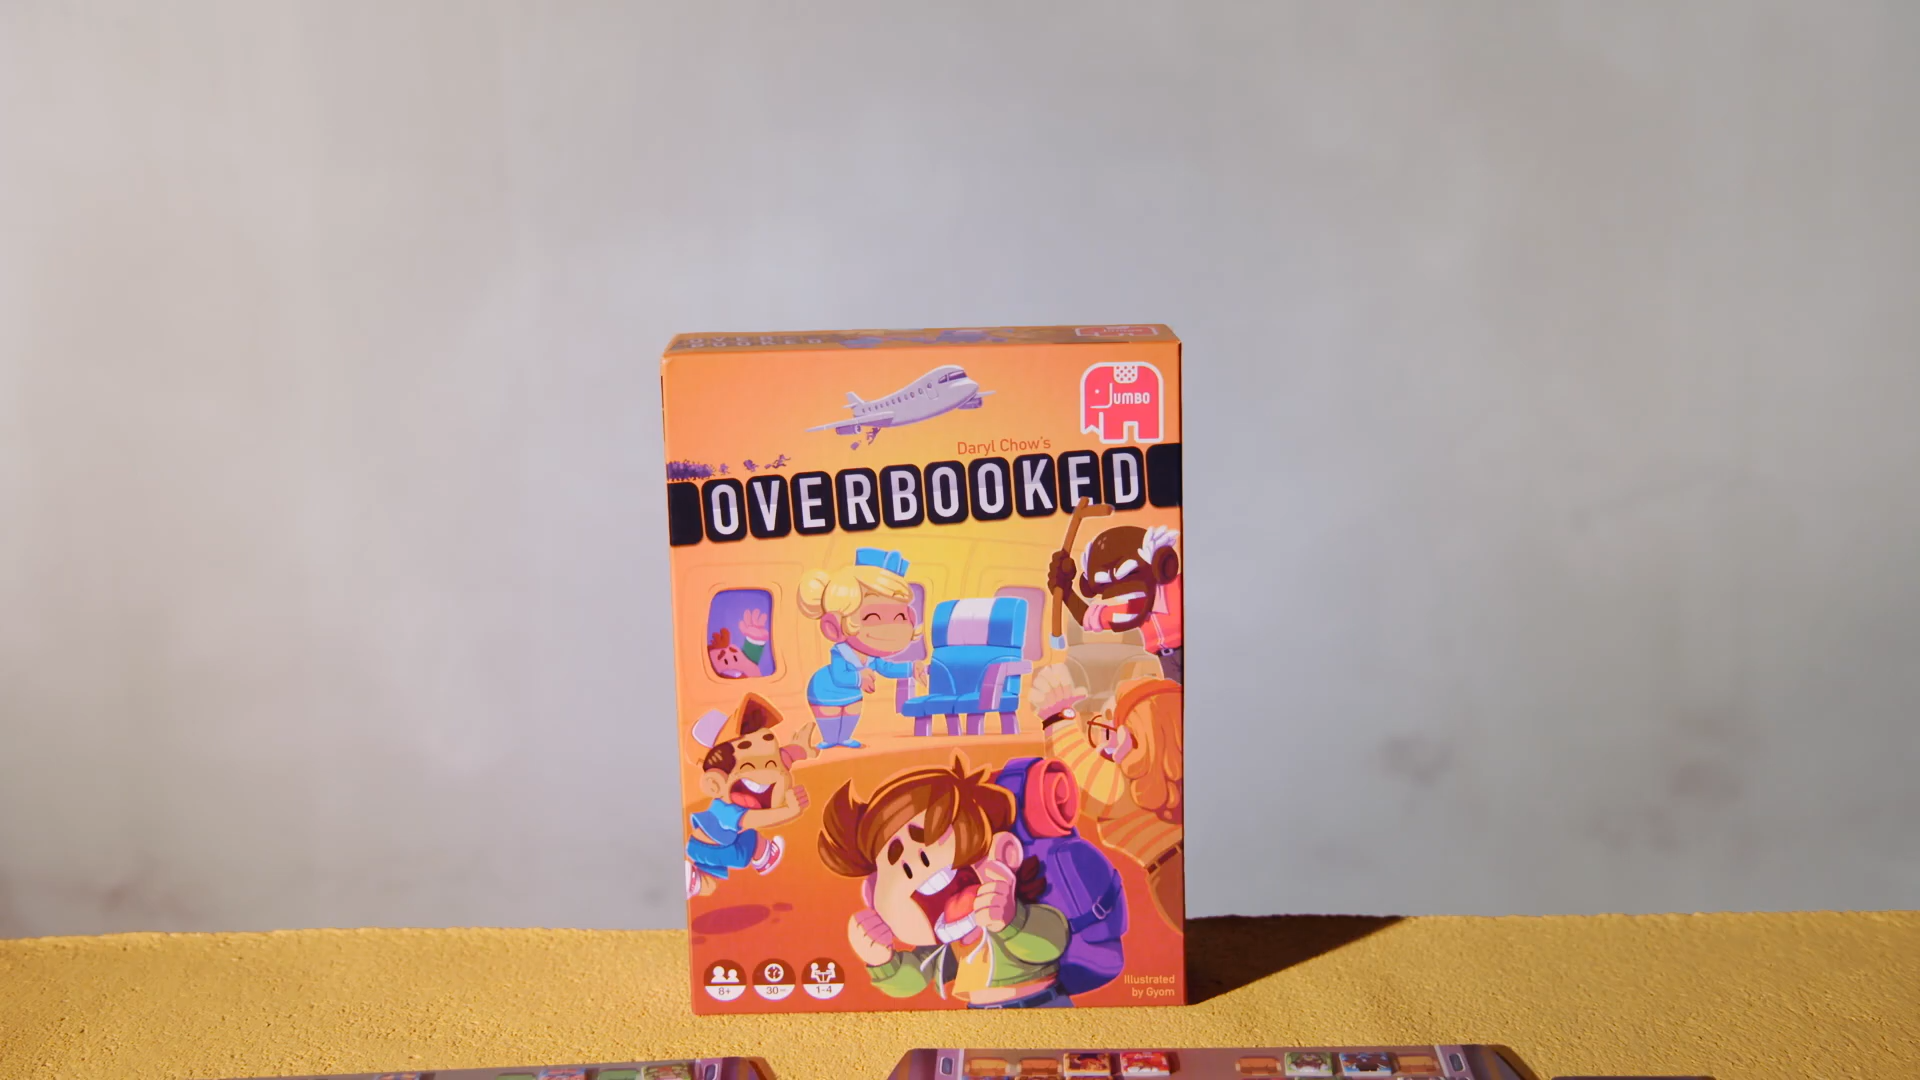 JUMBO
Daryl Chow's
OVERBOOKED
8+
30
1-4
Illustrated
by Gyom